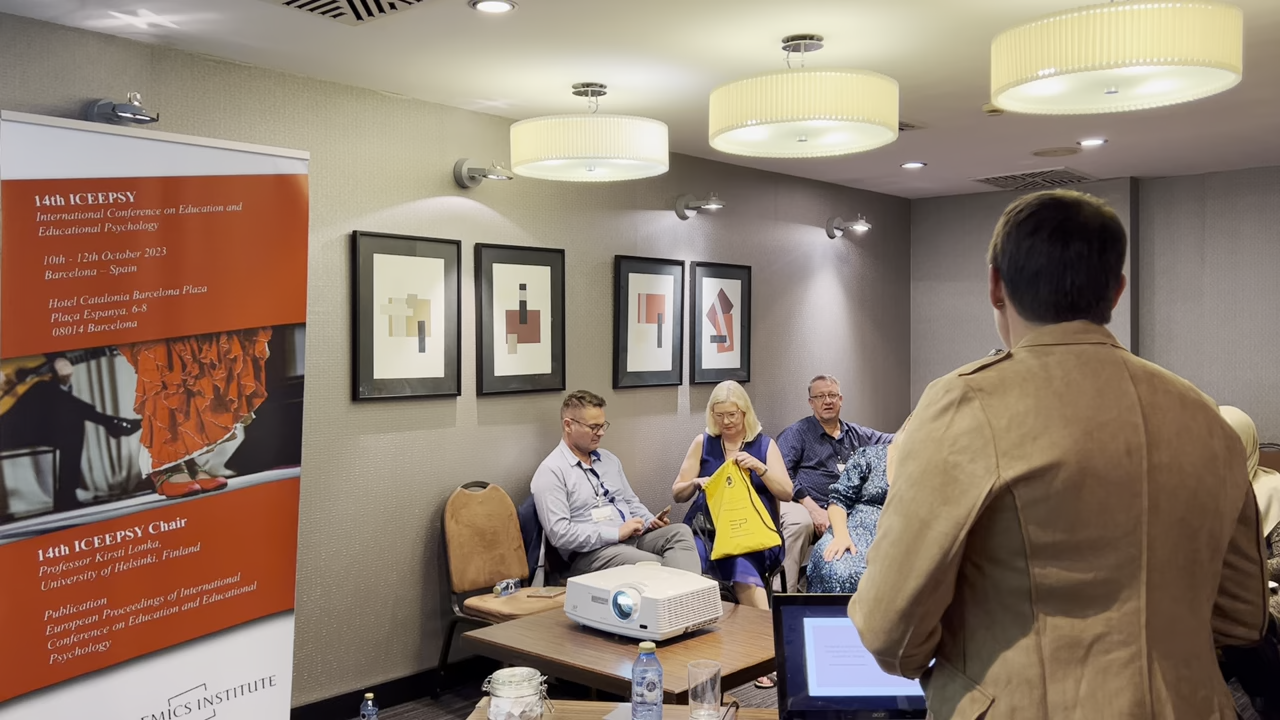 14th ICEEPSY
International Conference on Education and
Educational Psychology
10th - 12th October 2023
Barcelona – Spain
Hotel Catalonia Barcelona Plaza
Plaça Espanya, 6-8
08014 Barcelona
14th ICEEPSY Chair
Professor Kirsti Lonka,
University of Helsinki, Finland
Publication
European Proceedings of International
Conference on Education and Educational
Psychology
EMICS INSTITUTE
EP
acer